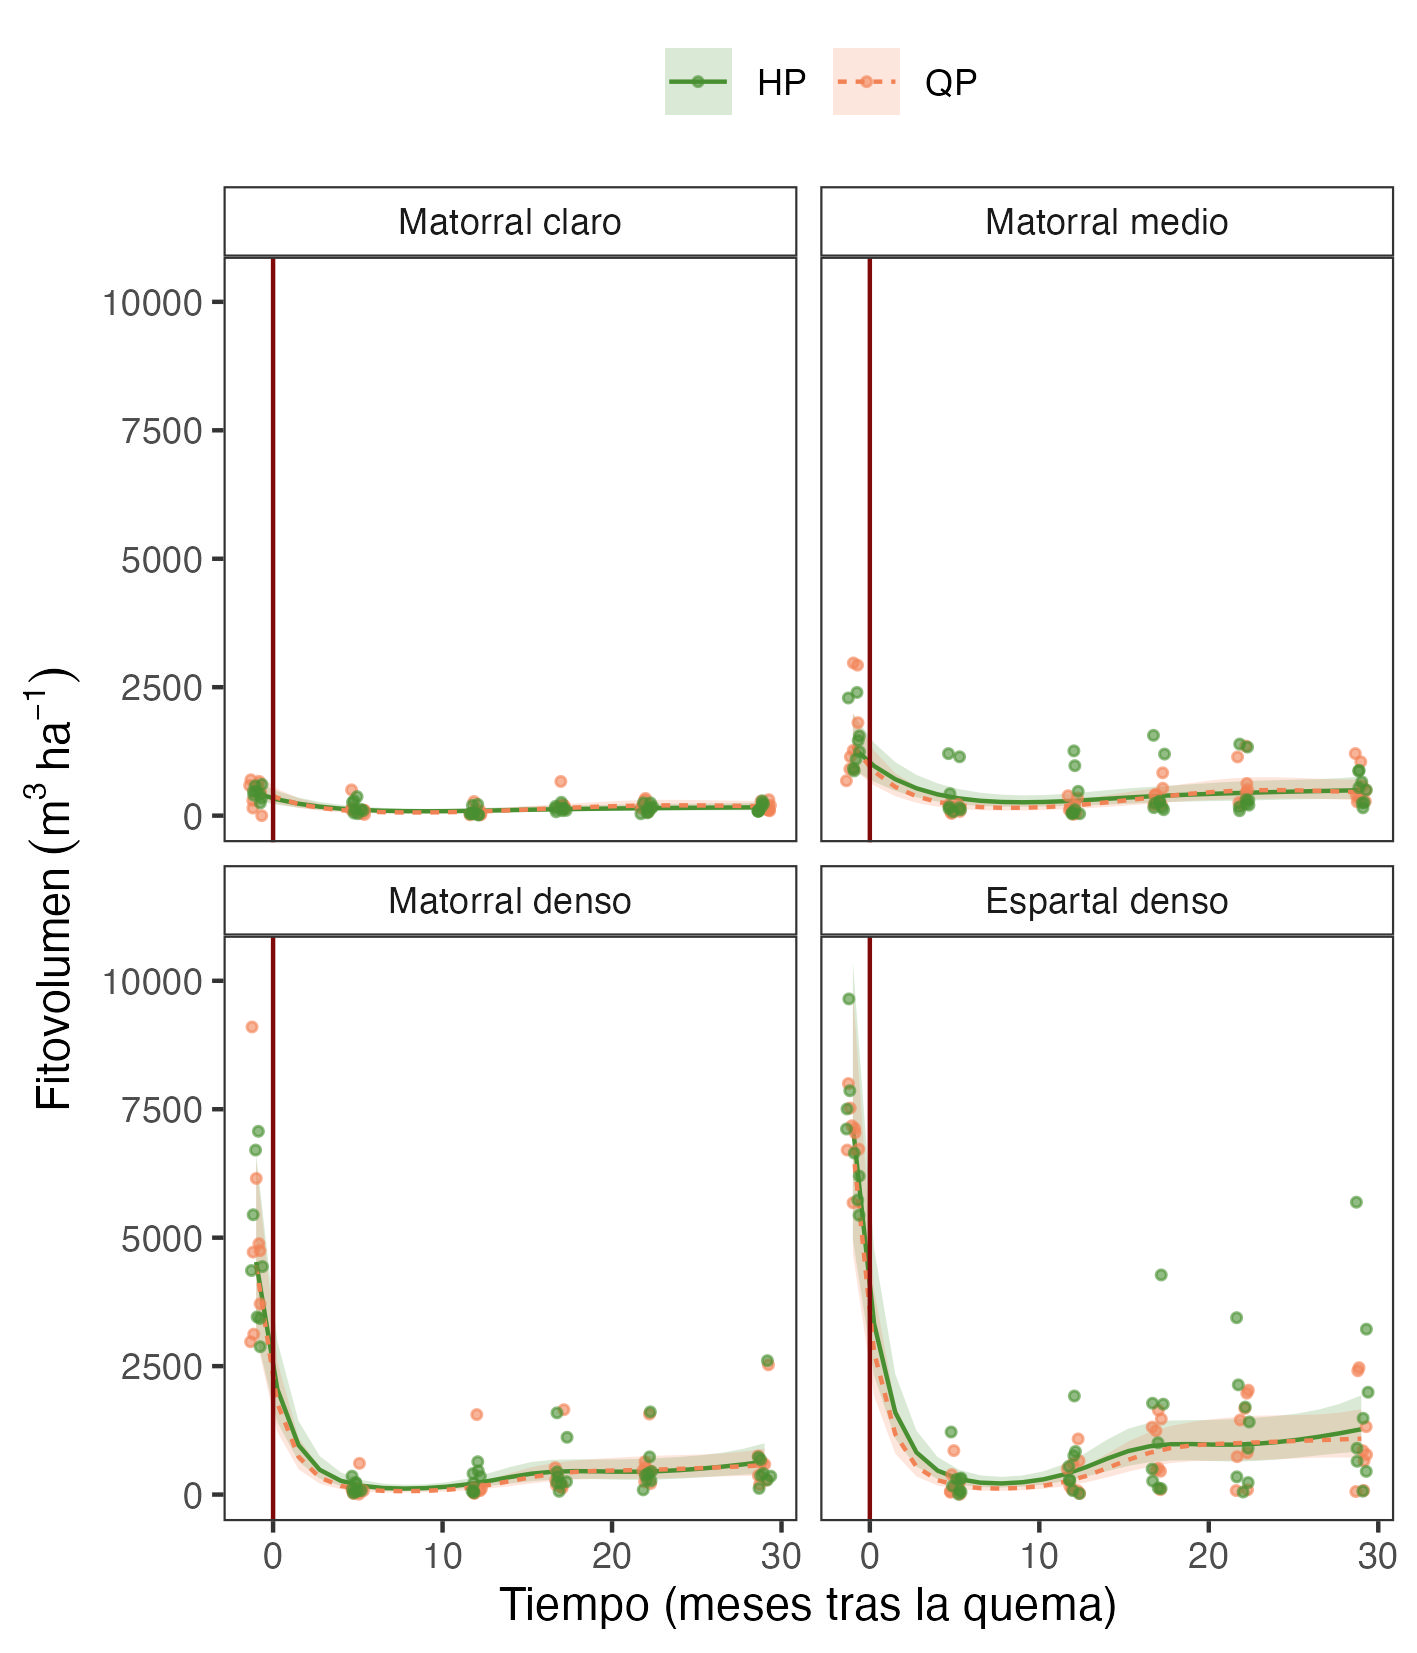 HP QP
Matorral claro Matorral medio
10000
7500
5000
2500
0
Matorral denso Espartal denso
10000
7500
5000
2500
0
0 10 20 30 0 10 20 30
Fitovolumen (m³ ha⁻¹)
Tiempo (meses tras la quema)